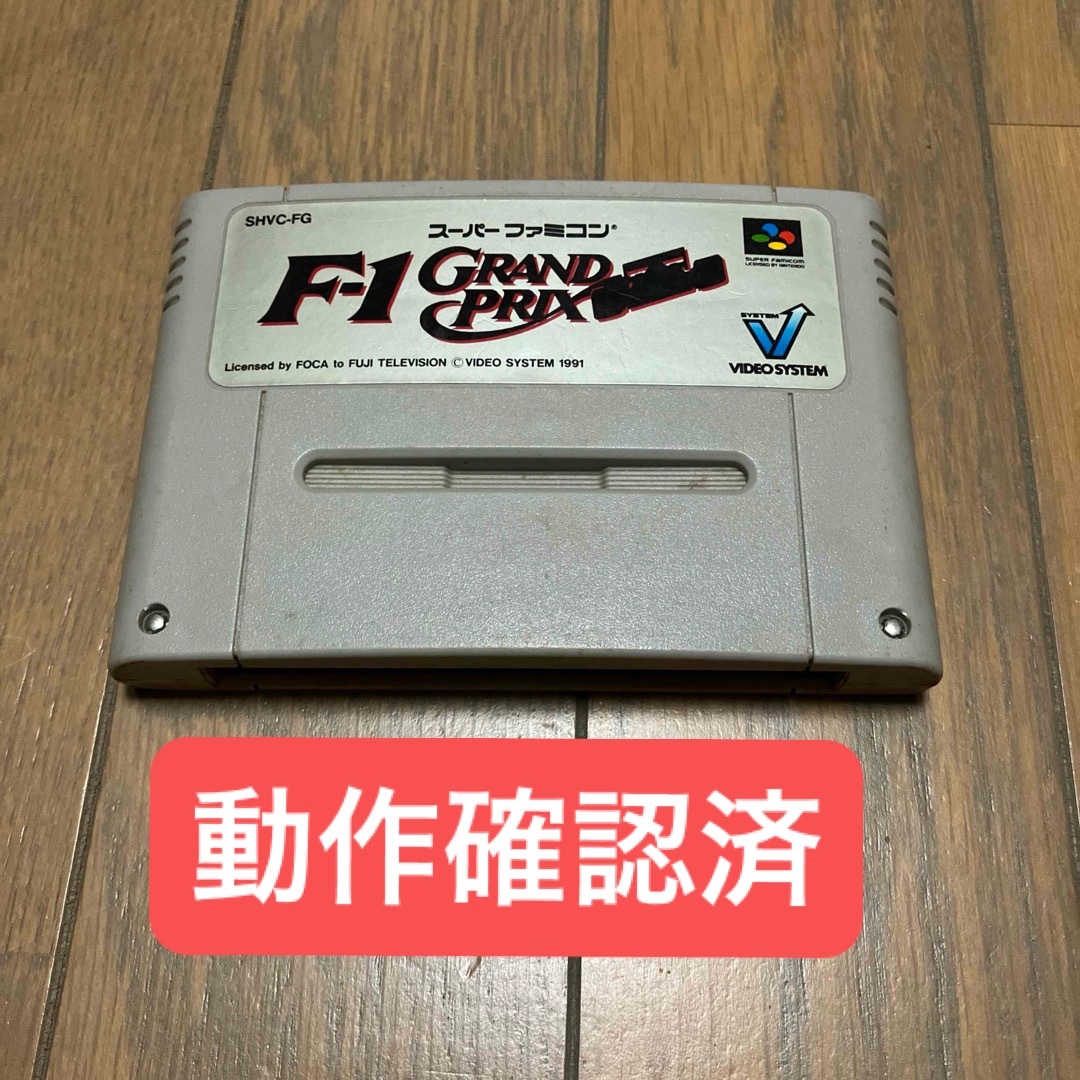 SHVC-FG
スーパーファミコン®
F-1 GRAND PRIX
SUPER FAMICOM
LICENSED BY NINTENDO
SYSTEM
V
VIDEO SYSTEM
Licensed by FOCA to FUJI TELEVISION © VIDEO SYSTEM 1991
動作確認済